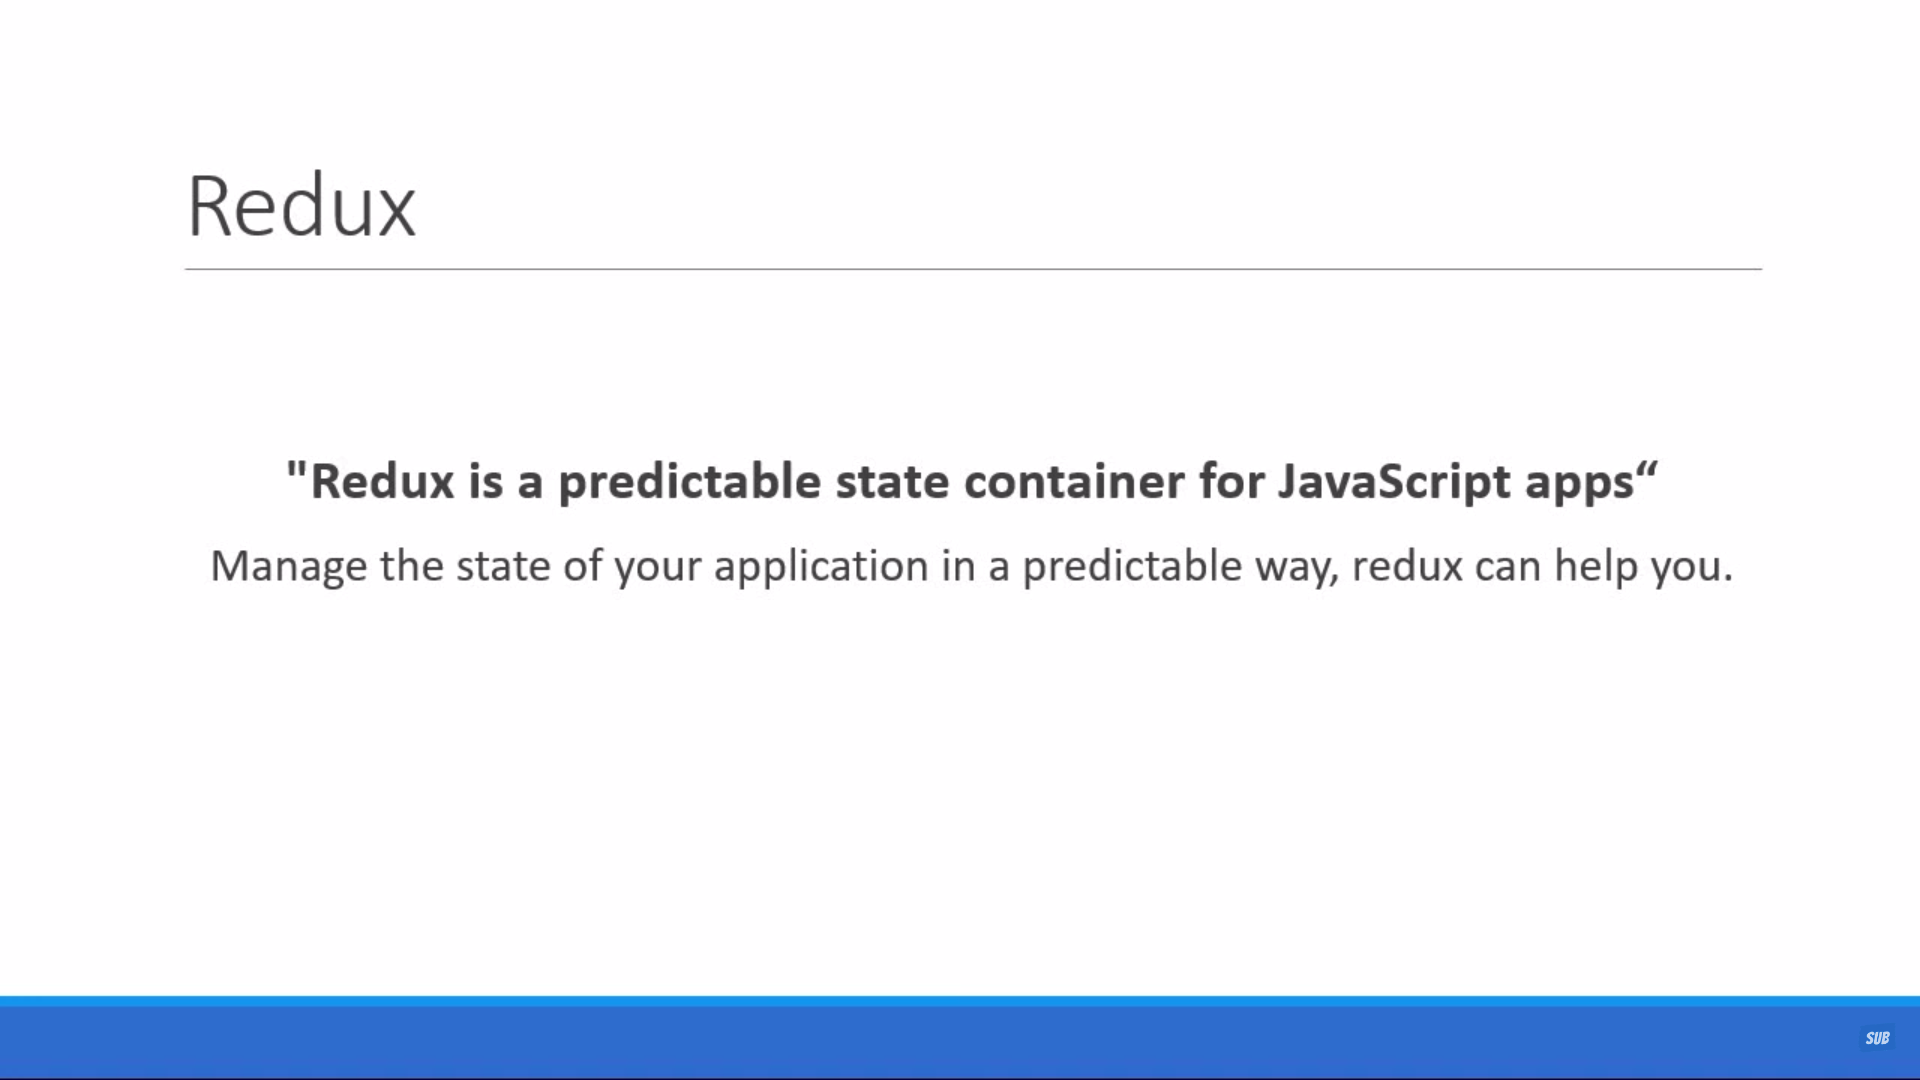 Redux
"Redux is a predictable state container for JavaScript apps“
Manage the state of your application in a predictable way, redux can help you.
SUB